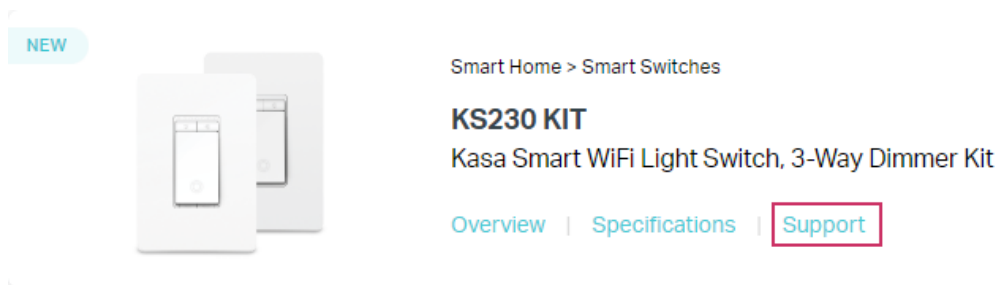 NEW
Smart Home > Smart Switches
KS230 KIT
Kasa Smart WiFi Light Switch, 3-Way Dimmer Kit
Overview | Specifications | Support